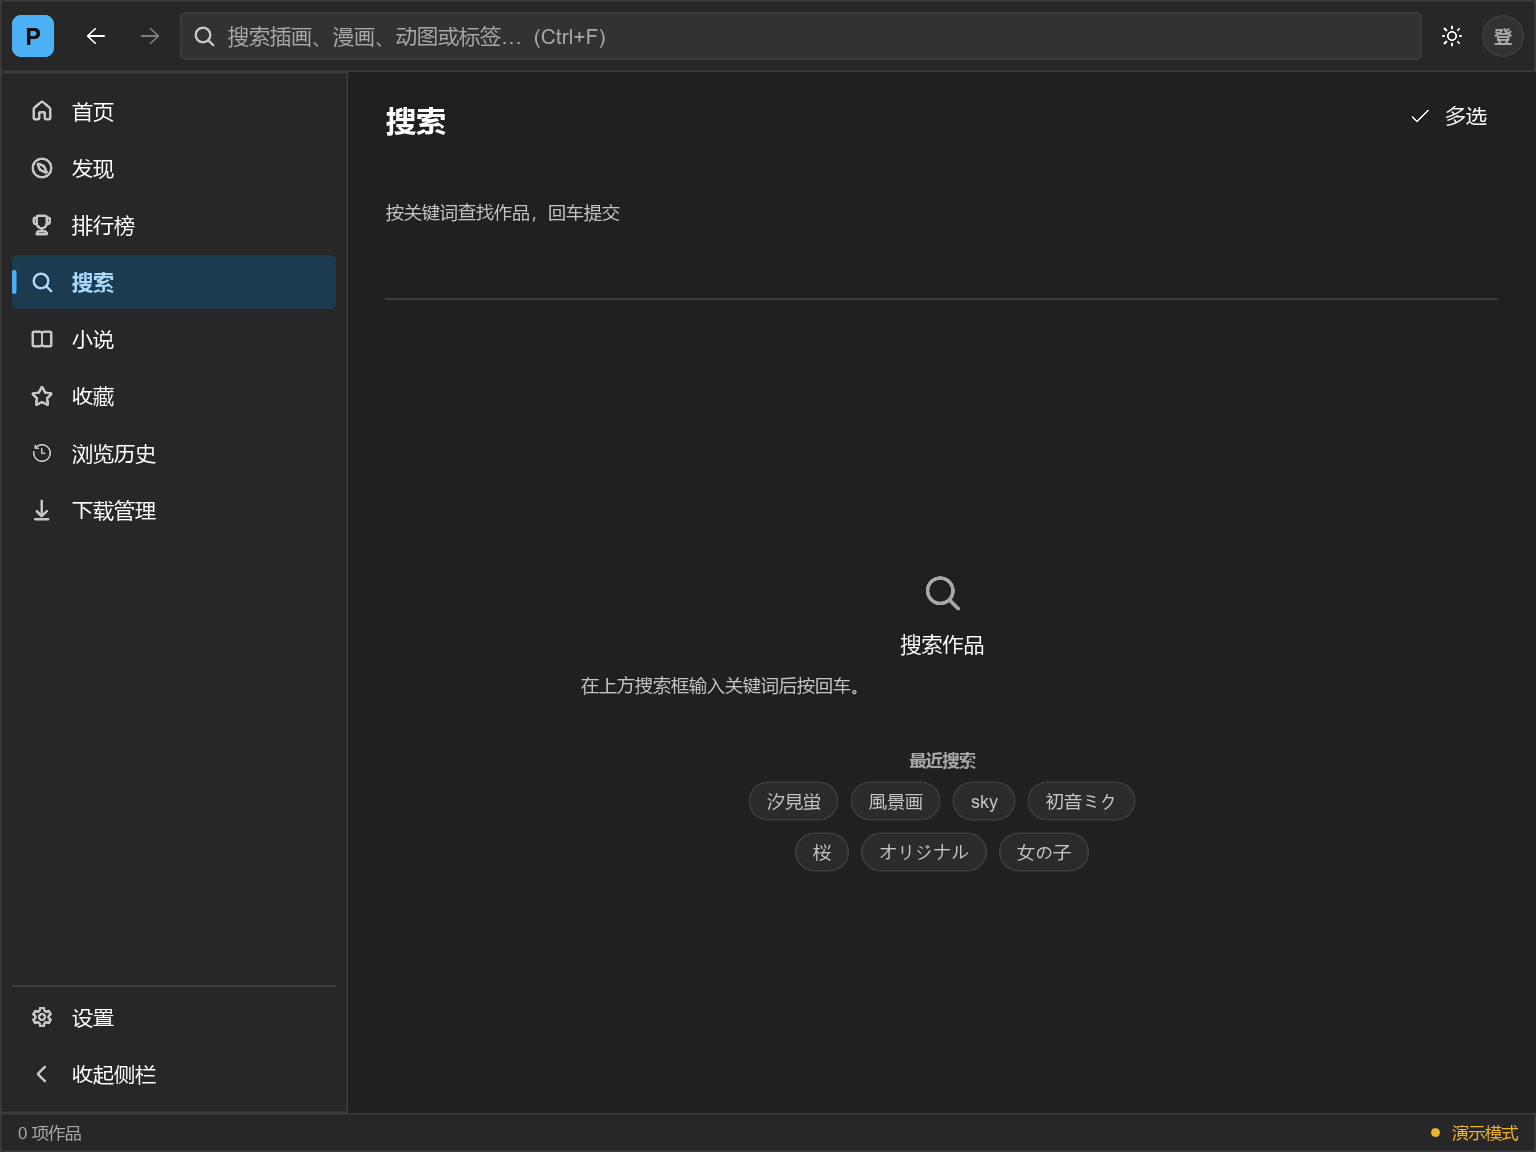 P
搜索插画、漫画、动图或标签… (Ctrl+F)
登
首页
发现
排行榜
搜索
小说
收藏
浏览历史
下载管理
设置
收起侧栏
搜索
多选
按关键词查找作品，回车提交
搜索作品
在上方搜索框输入关键词后按回车。
最近搜索
汐見蛍 風景画 sky 初音ミク
桜 オリジナル 女の子
0 项作品
演示模式